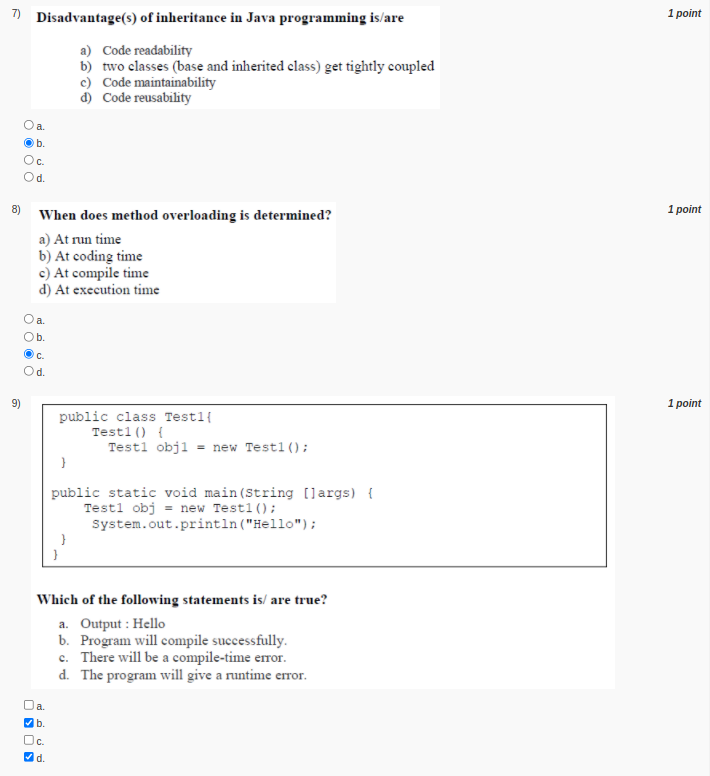 7) Disadvantage(s) of inheritance in Java programming is/are 1 point
a) Code readability
b) two classes (base and inherited class) get tightly coupled
c) Code maintainability
d) Code reusability
a.
b.
c.
d.
8) When does method overloading is determined? 1 point
a) At run time
b) At coding time
c) At compile time
d) At execution time
a.
b.
c.
d.
9) 1 point
public class Test1{
Test1() {
Test1 obj1 = new Test1();
}
public static void main(String []args) {
Test1 obj = new Test1();
System.out.println("Hello");
}
}
Which of the following statements is/ are true?
a. Output : Hello
b. Program will compile successfully.
c. There will be a compile-time error.
d. The program will give a runtime error.
a.
b.
c.
d.